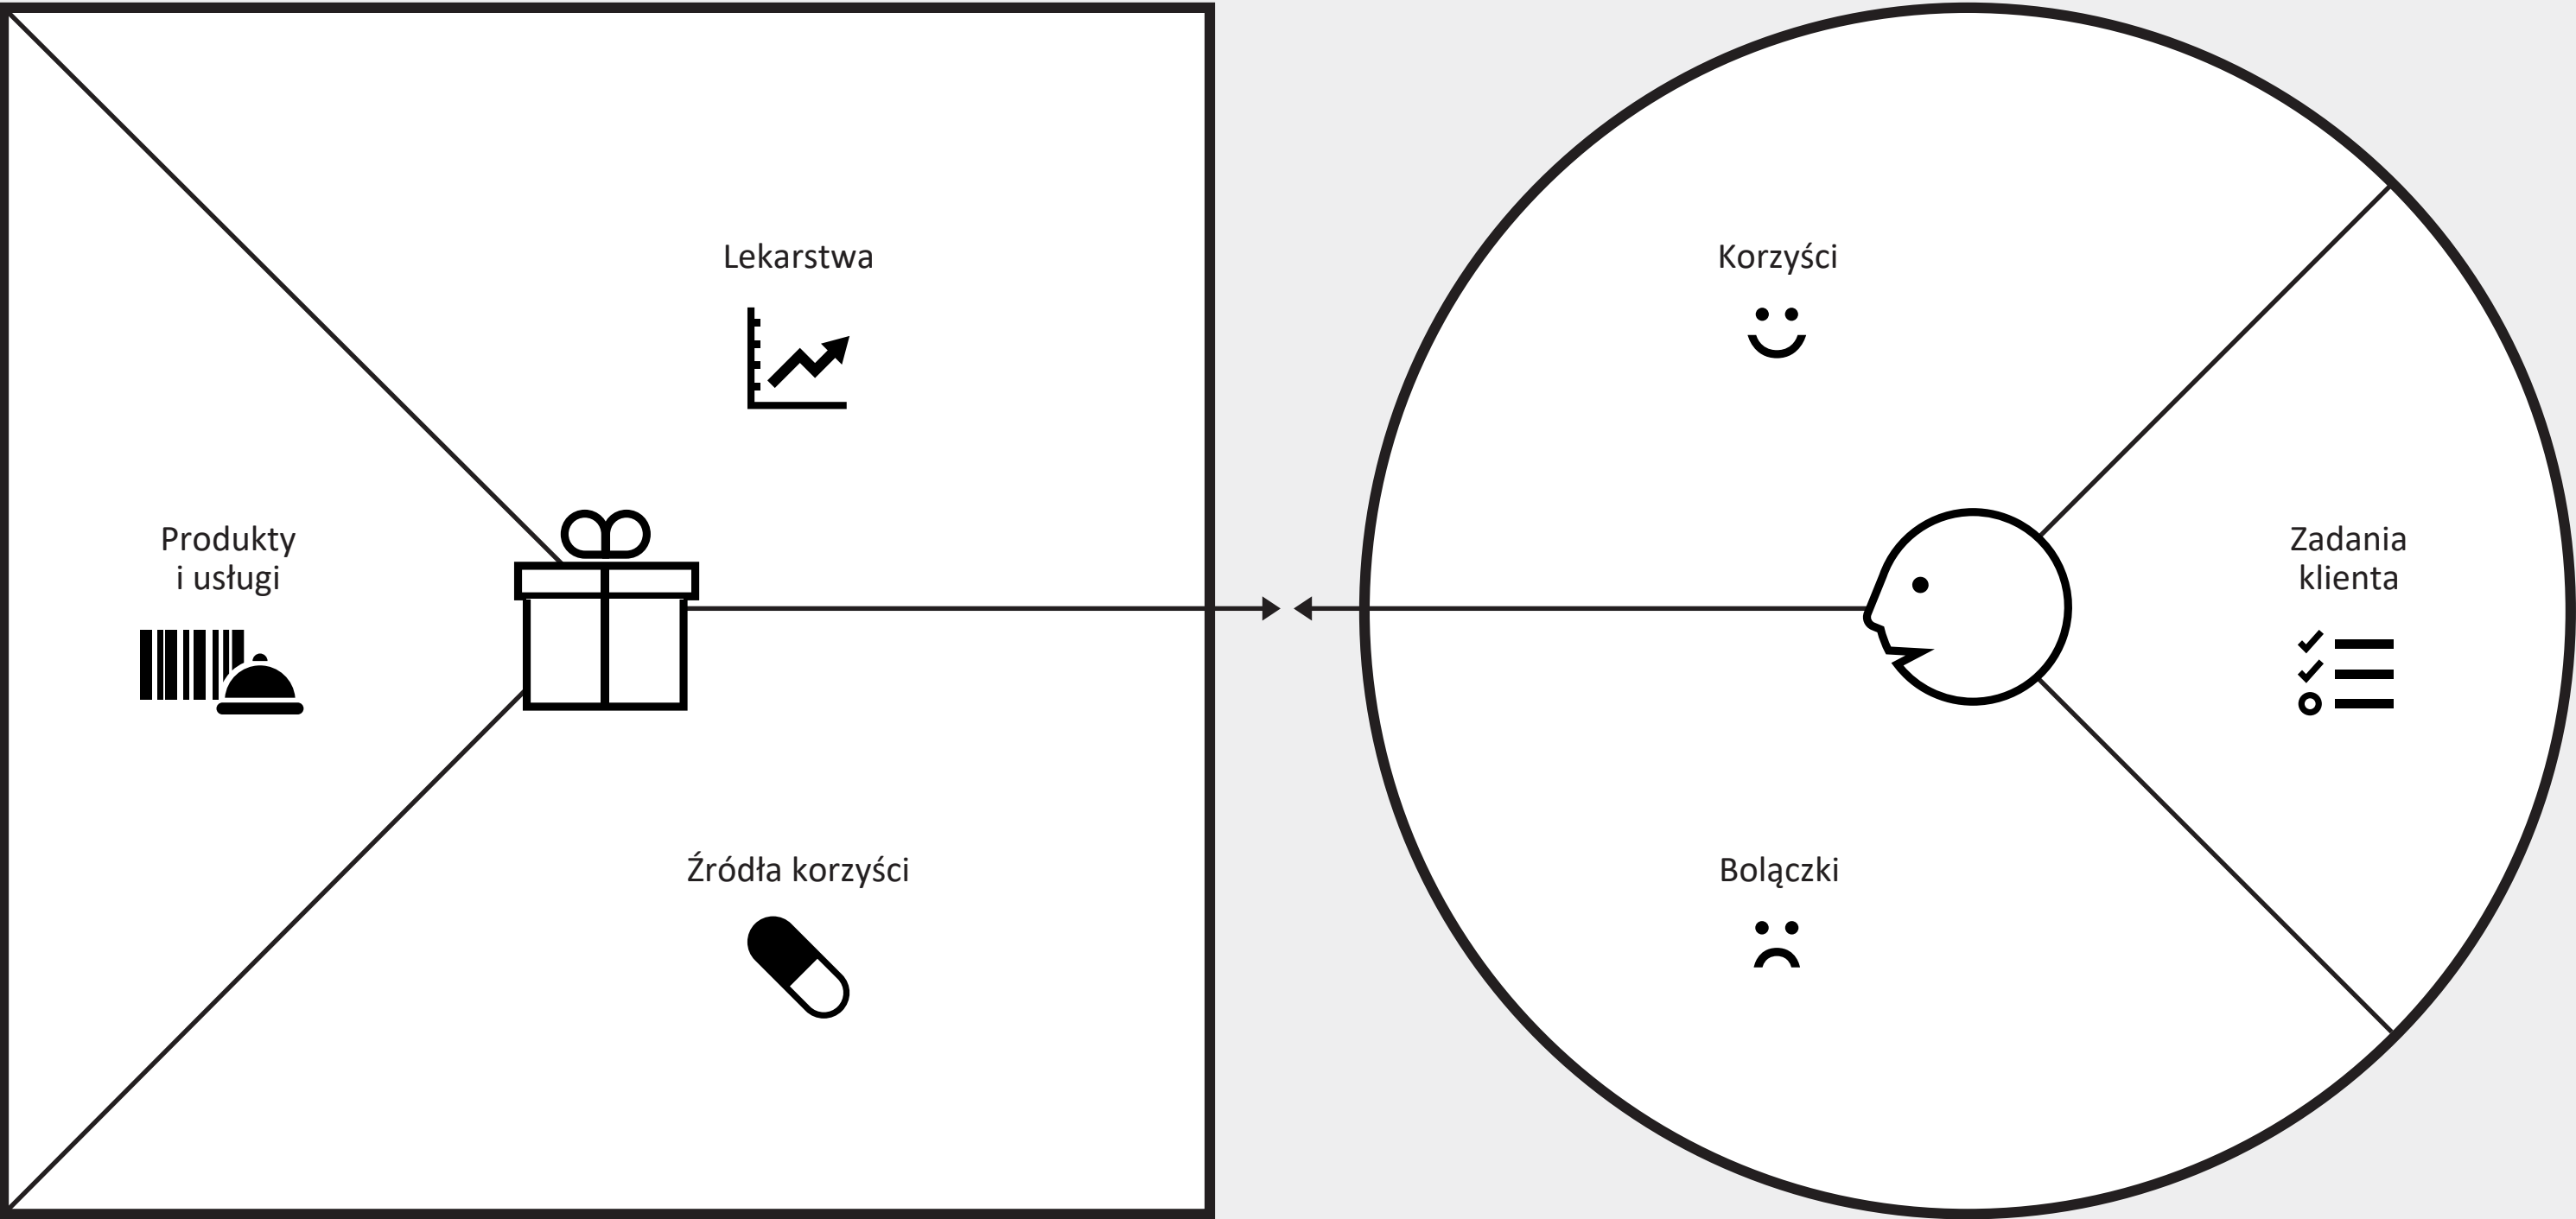 Lekarstwa
Produkty
i usługi
Źródła korzyści
Korzyści
Zadania
klienta
Bolączki